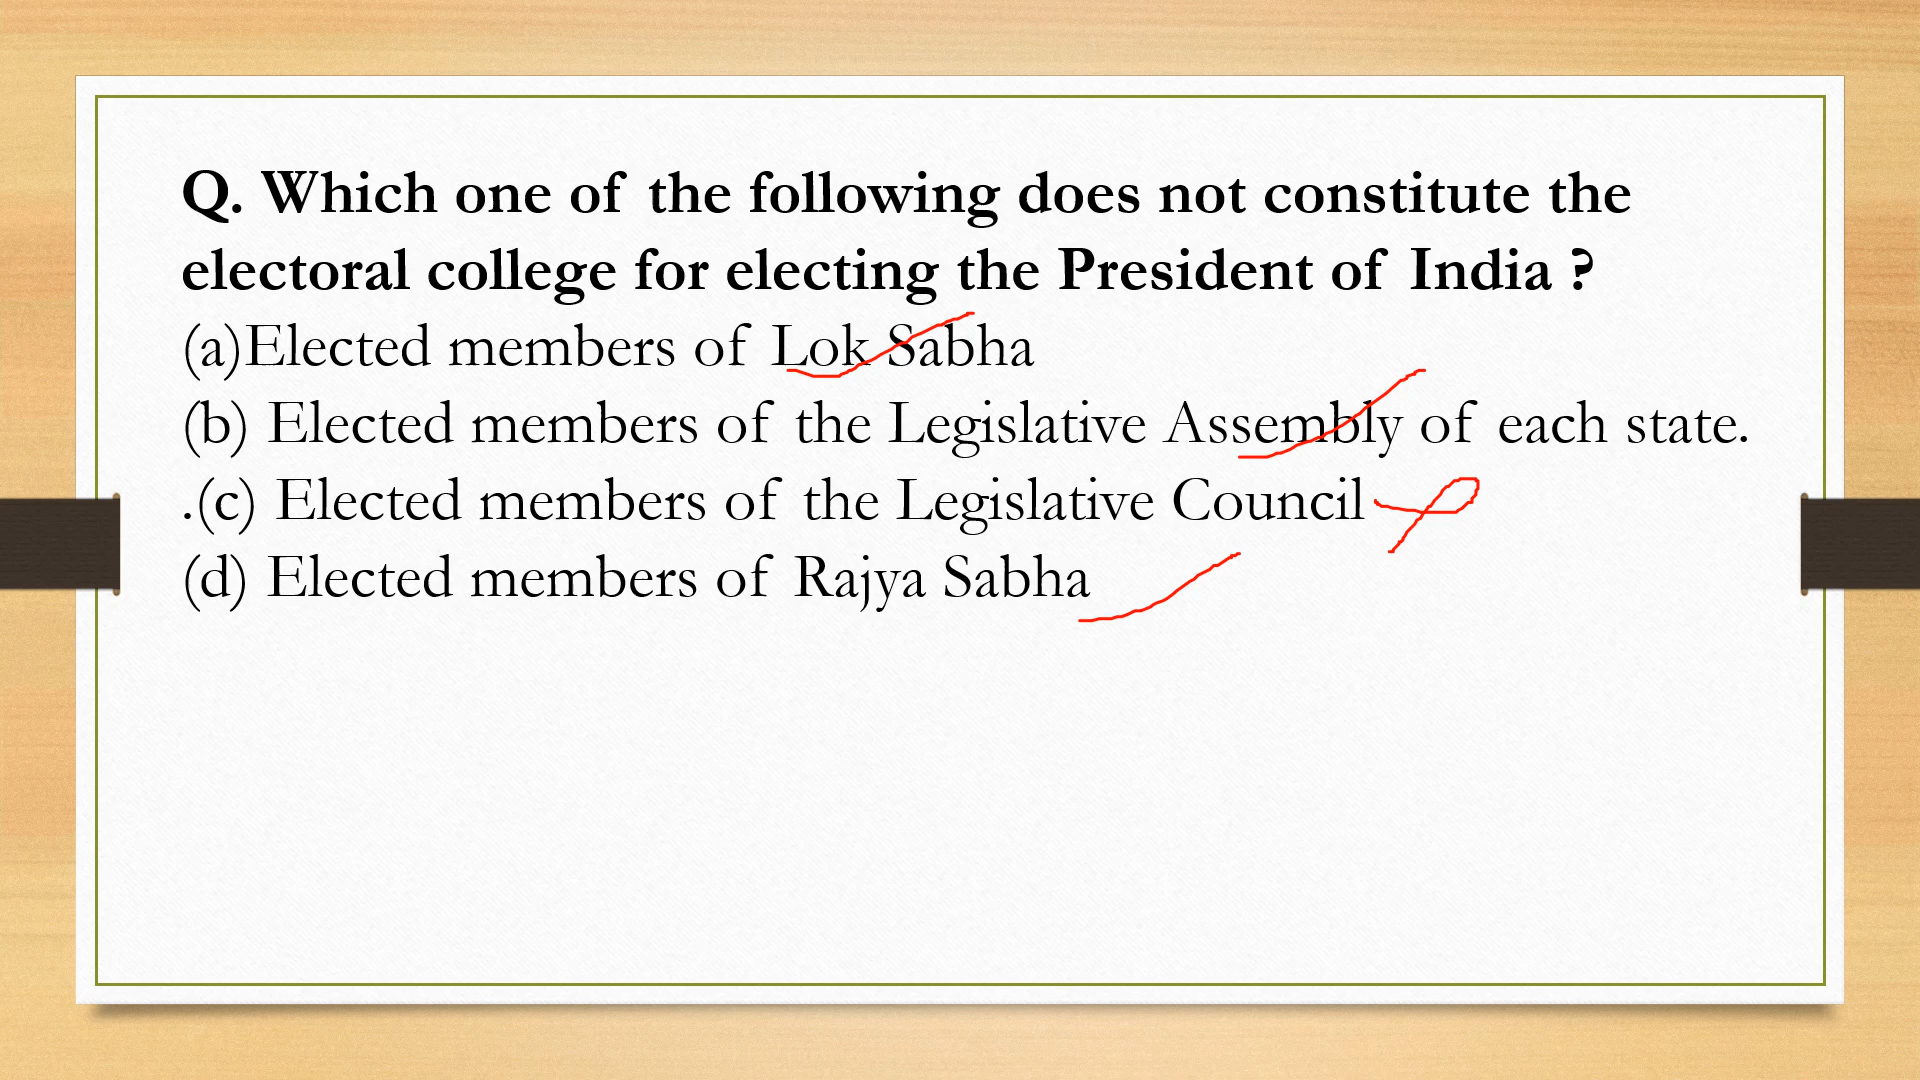 Q. Which one of the following does not constitute the
electoral college for electing the President of India ?
(a)Elected members of Lok Sabha
(b) Elected members of the Legislative Assembly of each state.
.(c) Elected members of the Legislative Council
(d) Elected members of Rajya Sabha